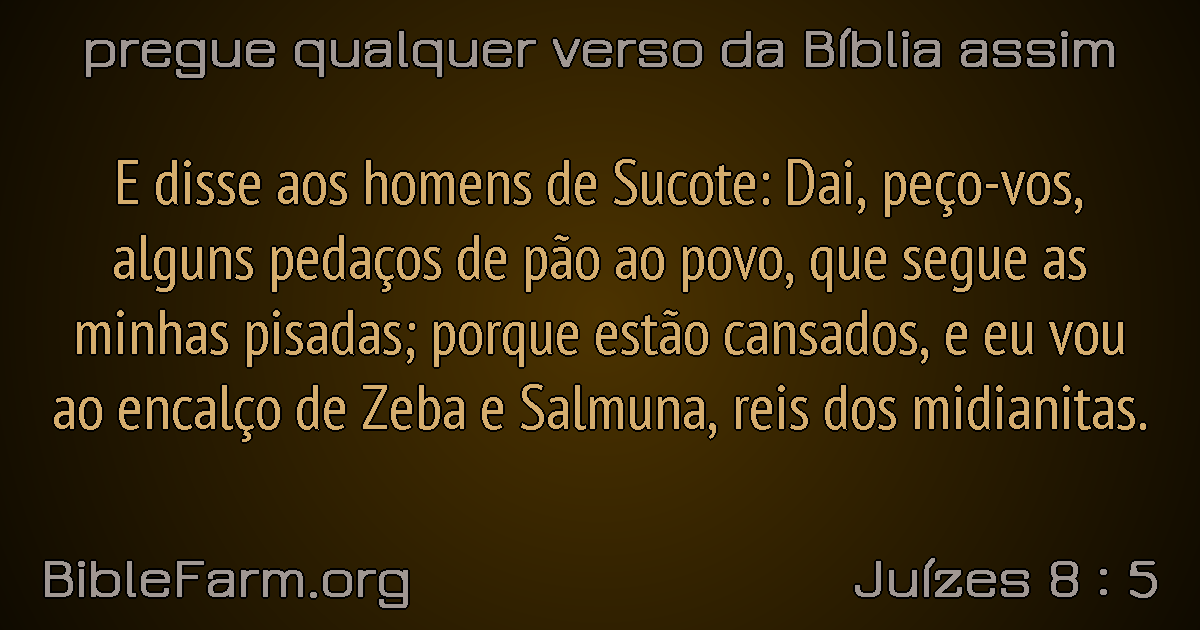 pregue qualquer verso da Bíblia assim
E disse aos homens de Sucote: Dai, peço-vos,
alguns pedaços de pão ao povo, que segue as
minhas pisadas; porque estão cansados, e eu vou
ao encalço de Zeba e Salmuna, reis dos midianitas.
BibleFarm.org
Juízes 8 : 5